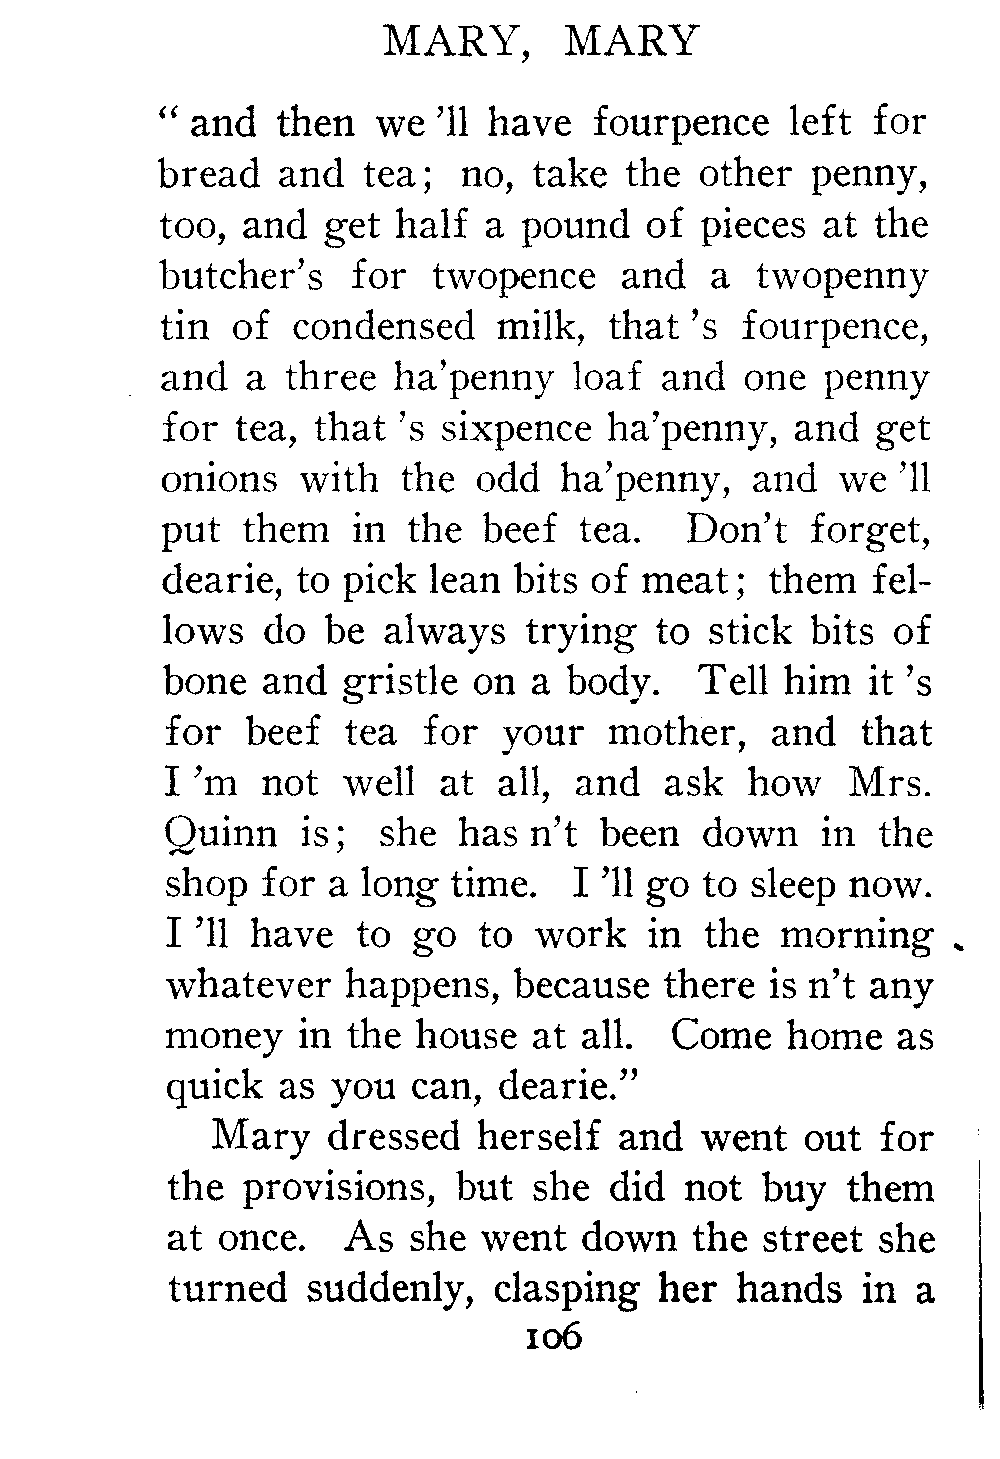 MARY, MARY
“ and then we ’ll have fourpence left for
bread and tea; no, take the other penny,
too, and get half a pound of pieces at the
butcher’s for twopence and a twopenny
tin of condensed milk, that ’s fourpence,
and a three ha’penny loaf and one penny
for tea, that ’s sixpence ha’penny, and get
onions with the odd ha’penny, and we ’ll
put them in the beef tea. Don’t forget,
dearie, to pick lean bits of meat; them fel-
lows do be always trying to stick bits of
bone and gristle on a body. Tell him it ’s
for beef tea for your mother, and that
I ’m not well at all, and ask how Mrs.
Quinn is; she has n’t been down in the
shop for a long time. I ’ll go to sleep now.
I ’ll have to go to work in the morning
whatever happens, because there is n’t any
money in the house at all. Come home as
quick as you can, dearie.”
Mary dressed herself and went out for
the provisions, but she did not buy them
at once. As she went down the street she
turned suddenly, clasping her hands in a
106